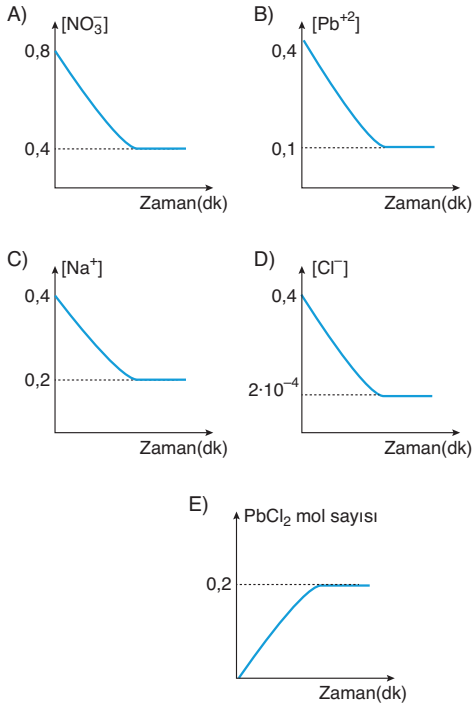 A) [NO₃⁻]
0,8
0,4
Zaman(dk)
B) [Pb⁺²]
0,4
0,1
Zaman(dk)
C) [Na⁺]
0,4
0,2
Zaman(dk)
D) [Cl⁻]
0,4
2·10⁻⁴
Zaman(dk)
E) PbCl₂ mol sayısı
0,2
Zaman(dk)